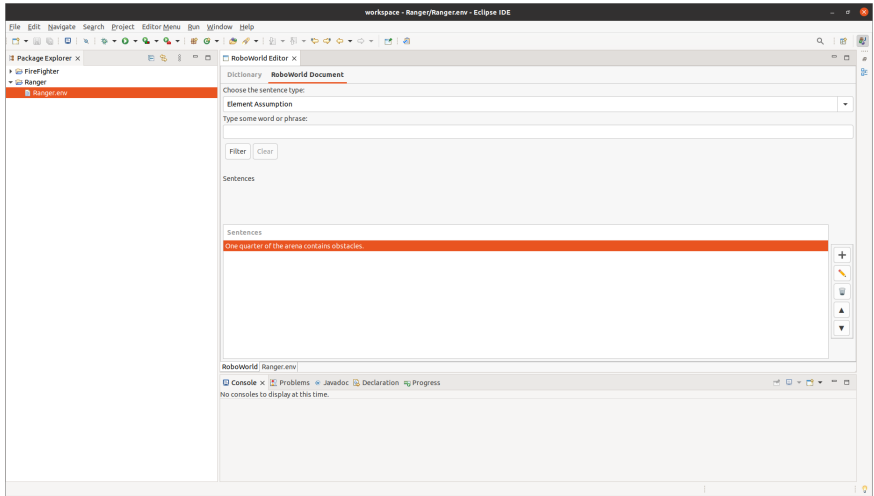 workspace - Ranger/Ranger.env - Eclipse IDE
File Edit Navigate Search Project Editor Menu Run Window Help
Package Explorer
FireFighter
Ranger
Ranger.env
RoboWorld Editor
Dictionary RoboWorld Document
Choose the sentence type:
Element Assumption
Type some word or phrase:
Filter Clear
Sentences
Sentences
One quarter of the arena contains obstacles.
RoboWorld Ranger.env
Console Problems Javadoc Declaration Progress
No consoles to display at this time.